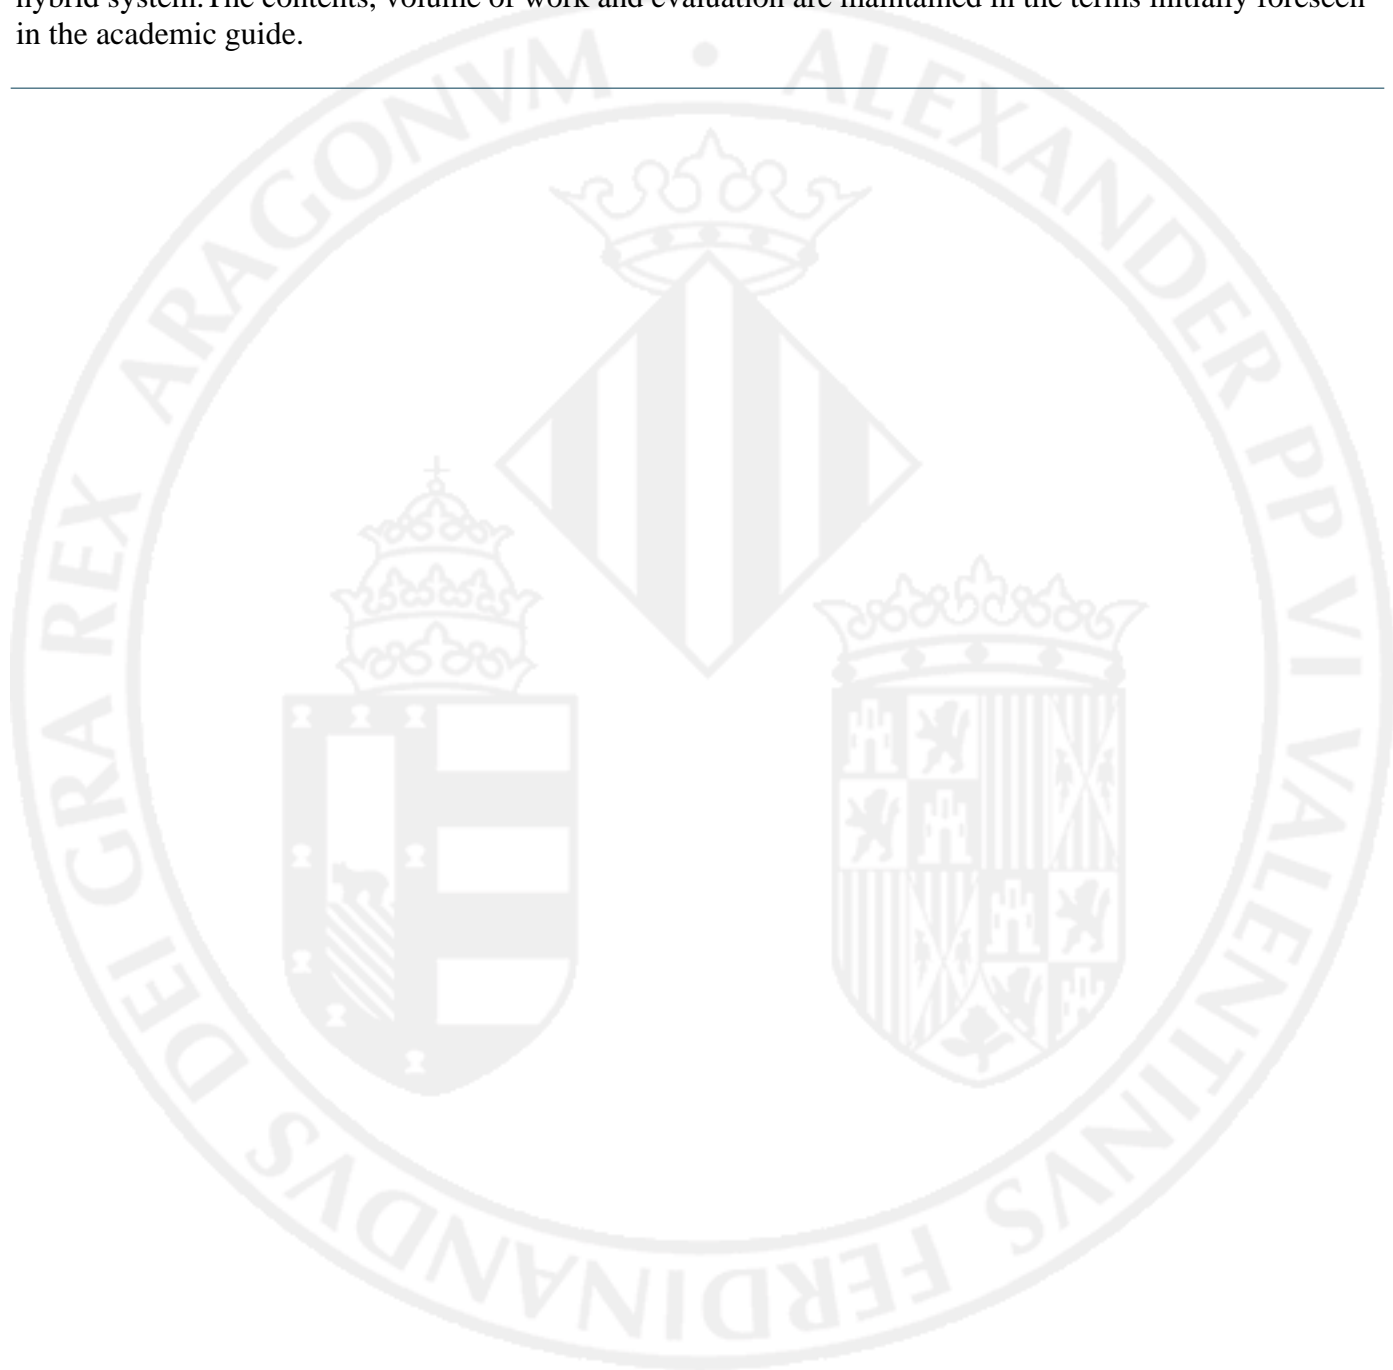 hybrid system.The contents, volume of work and evaluation are maintained in the terms initially foreseen
in the academic guide.
ALEXANDER PP VI VALENTINVS FERDINANDVS DEI GRA REX ARAGONVM